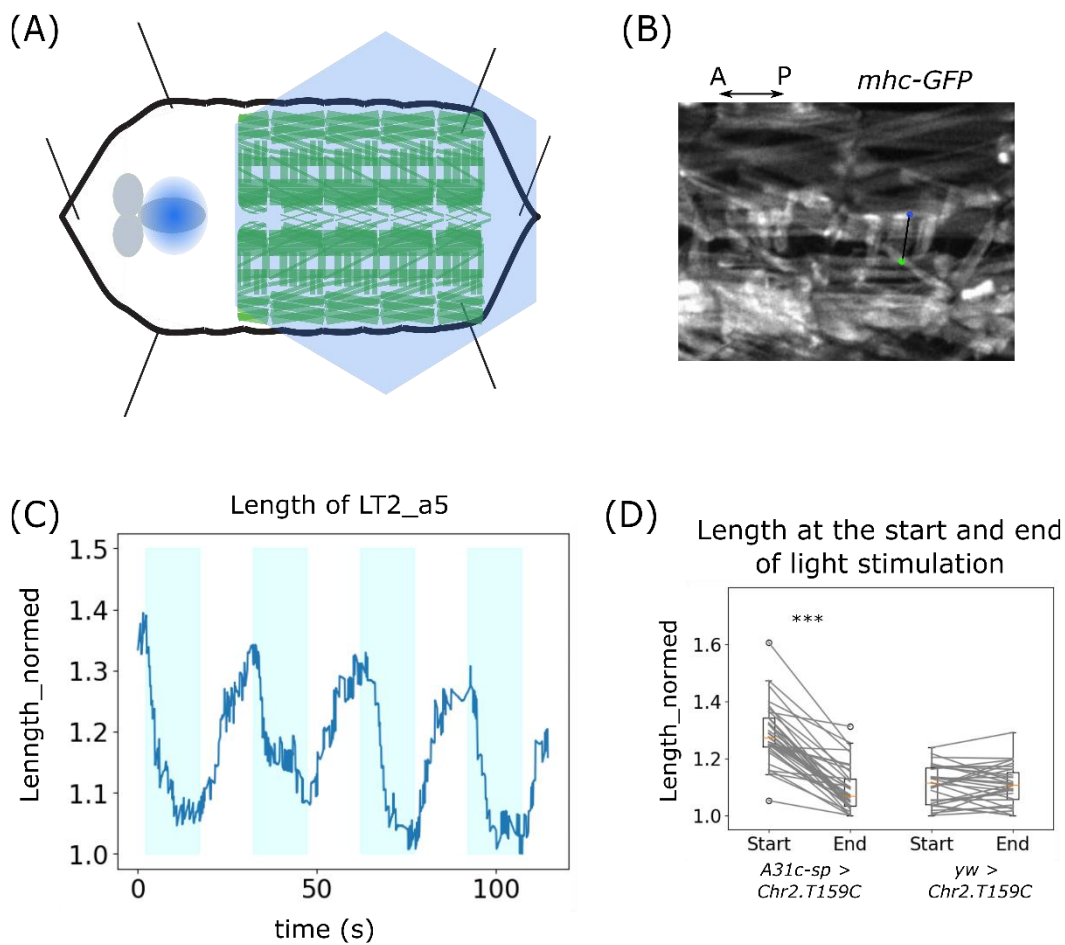 (A)
(B)
A P
mhc-GFP
(C)
Length of LT2_a5
1.5
1.4
1.3
1.2
1.1
1.0
Lenngth_normed
0 50 100
time (s)
(D)
Length at the start and end
of light stimulation
***
1.6
1.4
1.2
1.0
Length_normed
Start End Start End
A31c-sp > yw >
Chr2.T159C Chr2.T159C